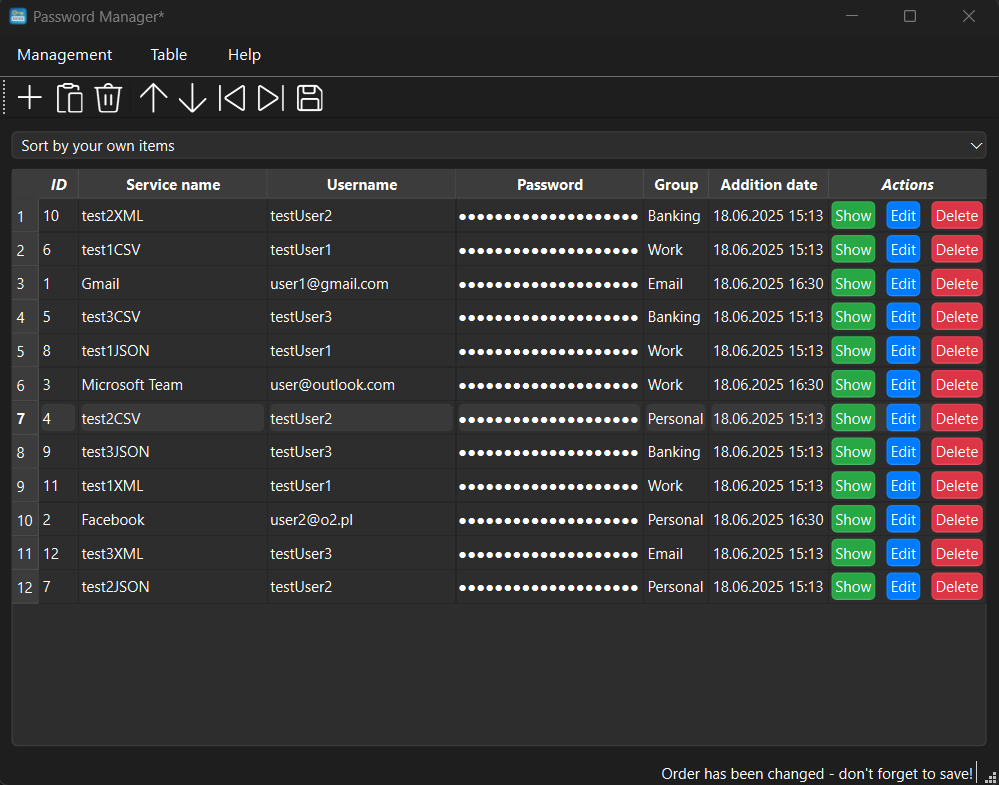 Password Manager*
Management Table Help
Sort by your own items
ID Service name Username Password Group Addition date Actions
1 10 test2XML testUser2 ●●●●●●●●●●●●●●●●●●●● Banking 18.06.2025 15:13 Show Edit Delete
2 6 test1CSV testUser1 ●●●●●●●●●●●●●●●●●●●● Work 18.06.2025 15:13 Show Edit Delete
3 1 Gmail user1@gmail.com ●●●●●●●●●●●●●●●●●●●● Email 18.06.2025 16:30 Show Edit Delete
4 5 test3CSV testUser3 ●●●●●●●●●●●●●●●●●●●● Banking 18.06.2025 15:13 Show Edit Delete
5 8 test1JSON testUser1 ●●●●●●●●●●●●●●●●●●●● Work 18.06.2025 15:13 Show Edit Delete
6 3 Microsoft Team user@outlook.com ●●●●●●●●●●●●●●●●●●●● Work 18.06.2025 16:30 Show Edit Delete
7 4 test2CSV testUser2 ●●●●●●●●●●●●●●●●●●●● Personal 18.06.2025 15:13 Show Edit Delete
8 9 test3JSON testUser3 ●●●●●●●●●●●●●●●●●●●● Banking 18.06.2025 15:13 Show Edit Delete
9 11 test1XML testUser1 ●●●●●●●●●●●●●●●●●●●● Work 18.06.2025 15:13 Show Edit Delete
10 2 Facebook user2@o2.pl ●●●●●●●●●●●●●●●●●●●● Personal 18.06.2025 16:30 Show Edit Delete
11 12 test3XML testUser3 ●●●●●●●●●●●●●●●●●●●● Email 18.06.2025 15:13 Show Edit Delete
12 7 test2JSON testUser2 ●●●●●●●●●●●●●●●●●●●● Personal 18.06.2025 15:13 Show Edit Delete
Order has been changed - don't forget to save!